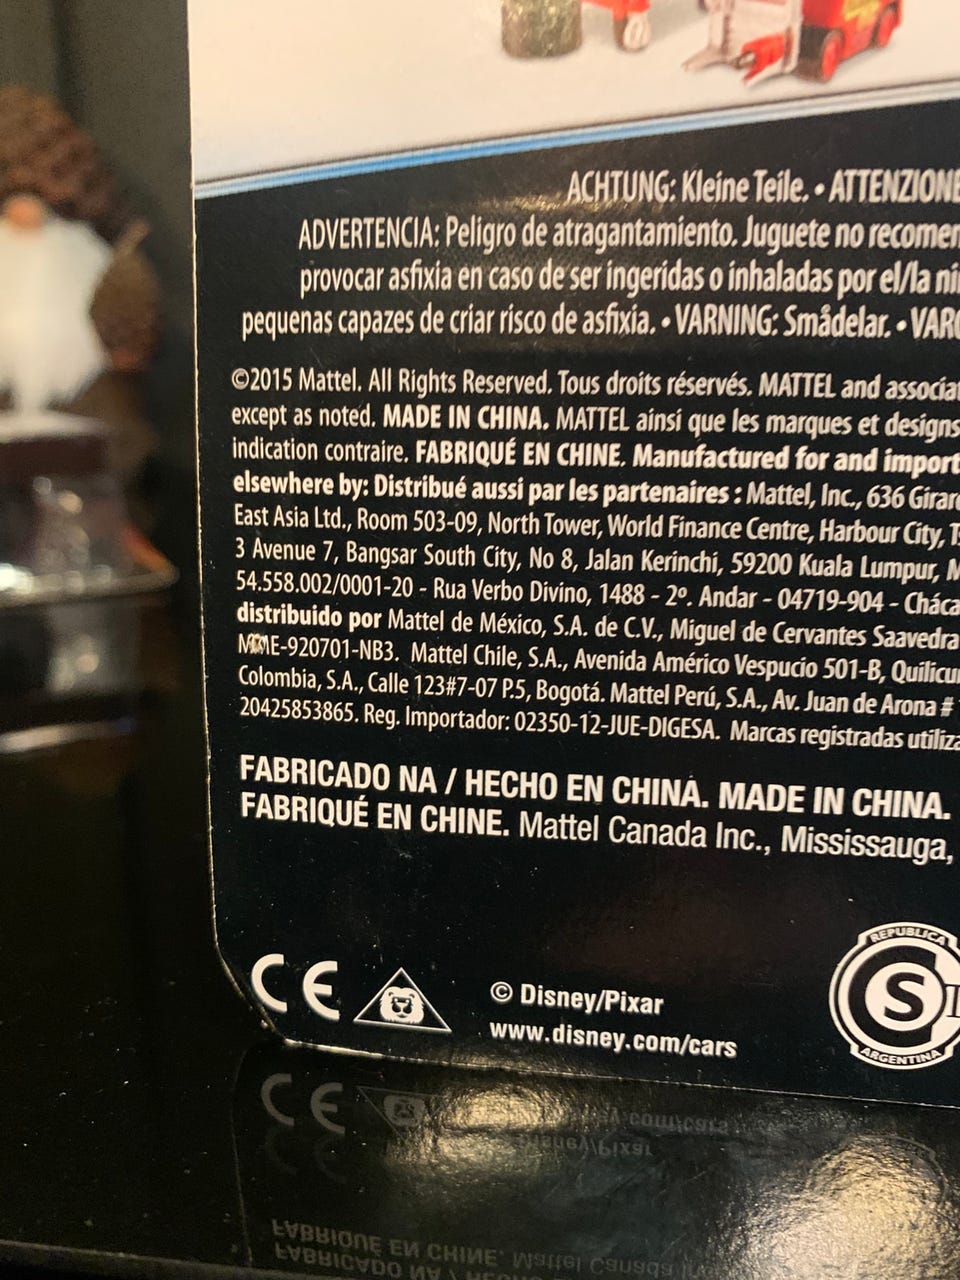 ACHTUNG: Kleine Teile. • ATTENZIONE
ADVERTENCIA: Peligro de atragantamiento. Juguete no recomen
provocar asfixia en caso de ser ingeridas o inhaladas por el/la ni
pequenas capazes de criar risco de asfixia. • VARNING: Smådelar. • VARO
©2015 Mattel. All Rights Reserved. Tous droits réservés. MATTEL and associat
except as noted. MADE IN CHINA. MATTEL ainsi que les marques et designs
indication contraire. FABRIQUÉ EN CHINE. Manufactured for and import
elsewhere by: Distribué aussi par les partenaires : Mattel, Inc., 636 Girar
East Asia Ltd., Room 503-09, North Tower, World Finance Centre, Harbour City, T
3 Avenue 7, Bangsar South City, No 8, Jalan Kerinchi, 59200 Kuala Lumpur, M
54.558.002/0001-20 - Rua Verbo Divino, 1488 - 2º. Andar - 04719-904 - Cháca
distribuido por Mattel de México, S.A. de C.V., Miguel de Cervantes Saavedra
MME-920701-NB3. Mattel Chile, S.A., Avenida Américo Vespucio 501-B, Quilicu
Colombia, S.A., Calle 123#7-07 P.5, Bogotá. Mattel Perú, S.A., Av. Juan de Arona #
20425853865. Reg. Importador: 02350-12-JUE-DIGESA. Marcas registradas utiliza
FABRICADO NA / HECHO EN CHINA. MADE IN CHINA.
FABRIQUÉ EN CHINE. Mattel Canada Inc., Mississauga,
CE
© Disney/Pixar
www.disney.com/cars
REPUBLICA
S
ARGENTINA